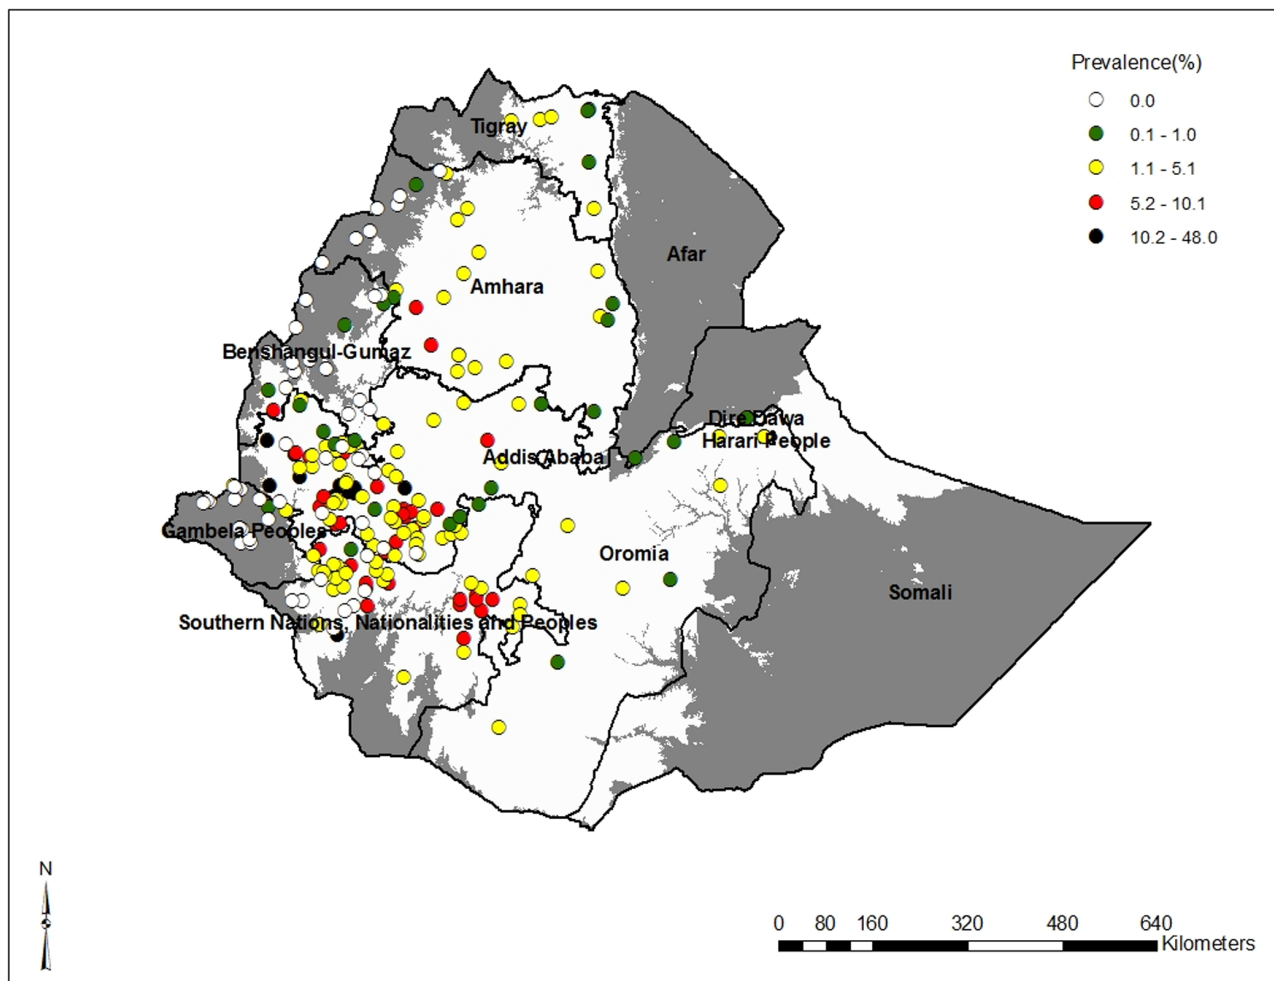 Prevalence(%)
0.0
0.1 - 1.0
1.1 - 5.1
5.2 - 10.1
10.2 - 48.0
Tigray
Afar
Amhara
Benshangul-Gumaz
Dire Dawa
Harari People
Addis Ababa
Gambela Peoples
Oromia
Somali
Southern Nations, Nationalities and Peoples
N
0 80 160 320 480 640
Kilometers